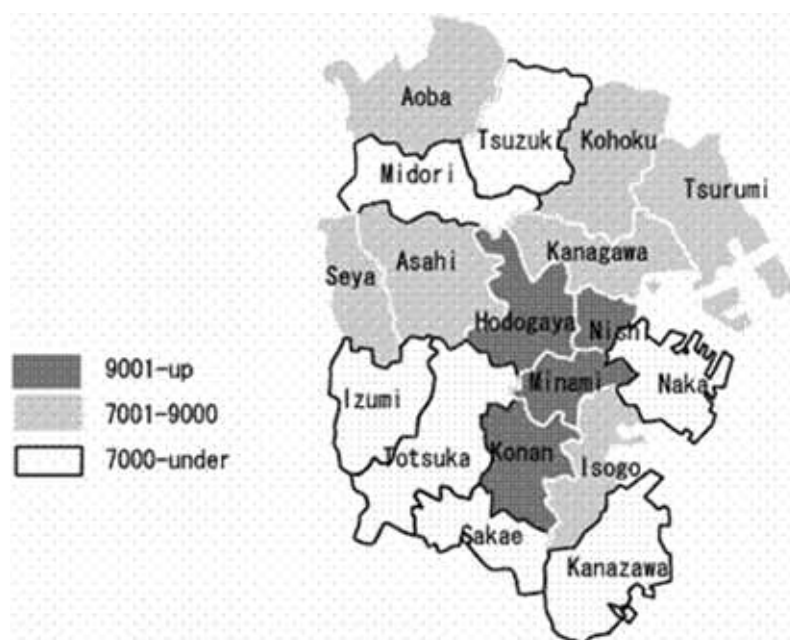 Aoba
Tsuzuki
Kohoku
Midori
Tsurumi
Kanagawa
Asahi
Seya
Hodogaya
Nishi
9001-up
Minami
Naka
Izumi
7001-9000
Konan
Totsuka
7000-under
Isogo
Sakae
Kanazawa